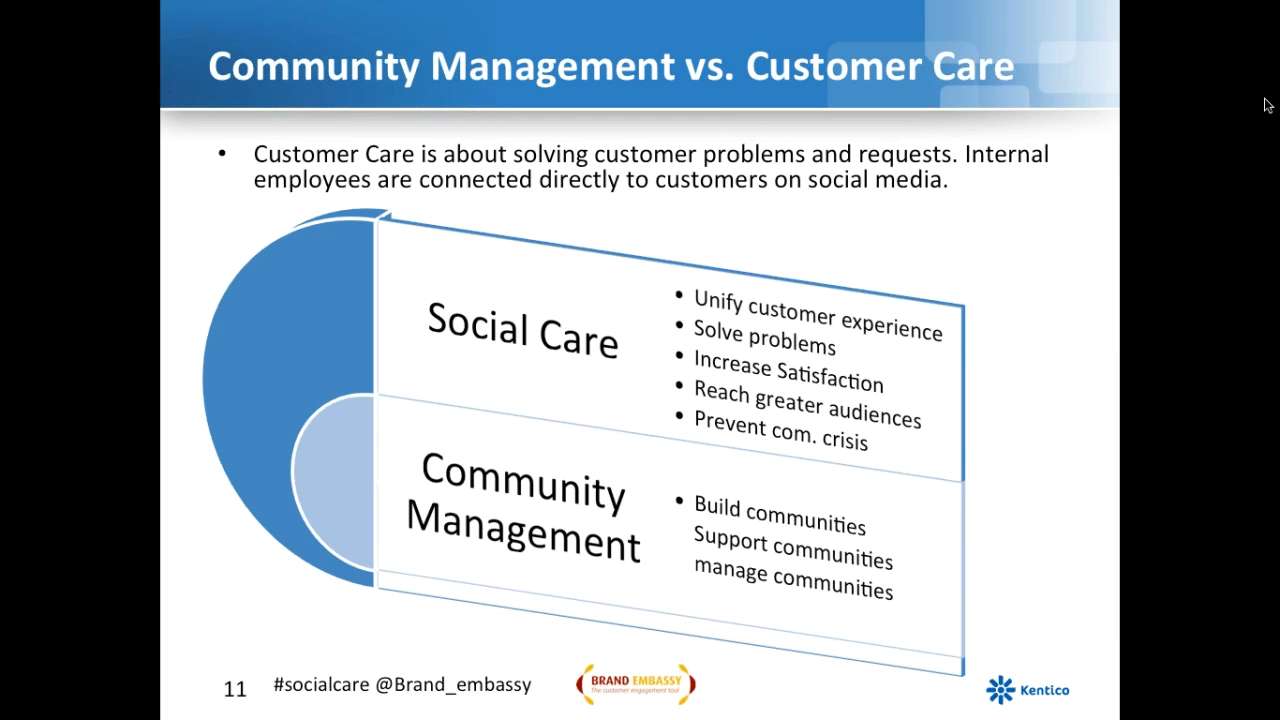 Community Management vs. Customer Care
• Customer Care is about solving customer problems and requests. Internal
employees are connected directly to customers on social media.
Social Care
• Unify customer experience
• Solve problems
• Increase Satisfaction
• Reach greater audiences
• Prevent com. crisis
Community
Management
• Build communities
Support communities
manage communities
11
#socialcare @Brand_embassy
BRAND EMBASSY
The customer engagement tool
Kentico